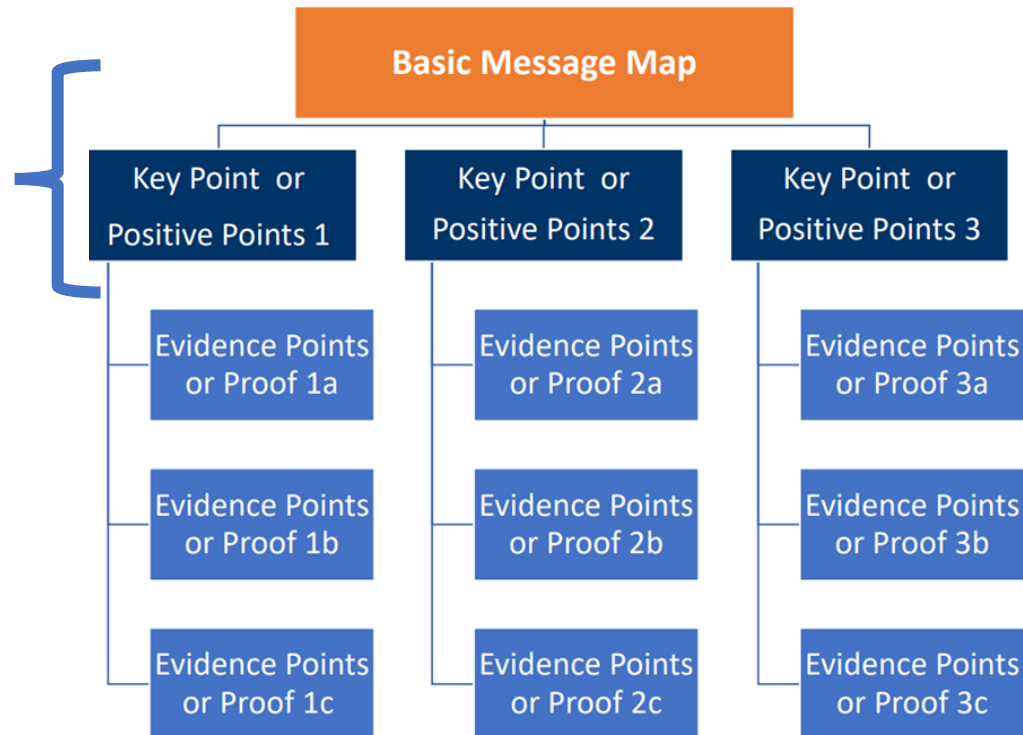 Basic Message Map
Key Point or
Positive Points 1
Key Point or
Positive Points 2
Key Point or
Positive Points 3
Evidence Points
or Proof 1a
Evidence Points
or Proof 2a
Evidence Points
or Proof 3a
Evidence Points
or Proof 1b
Evidence Points
or Proof 2b
Evidence Points
or Proof 3b
Evidence Points
or Proof 1c
Evidence Points
or Proof 2c
Evidence Points
or Proof 3c